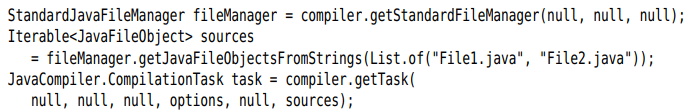 StandardJavaFileManager fileManager = compiler.getStandardFileManager(null, null, null);
Iterable<JavaFileObject> sources
   = fileManager.getJavaFileObjectsFromStrings(List.of("File1.java", "File2.java"));
JavaCompiler.CompilationTask task = compiler.getTask(
   null, null, null, options, null, sources);